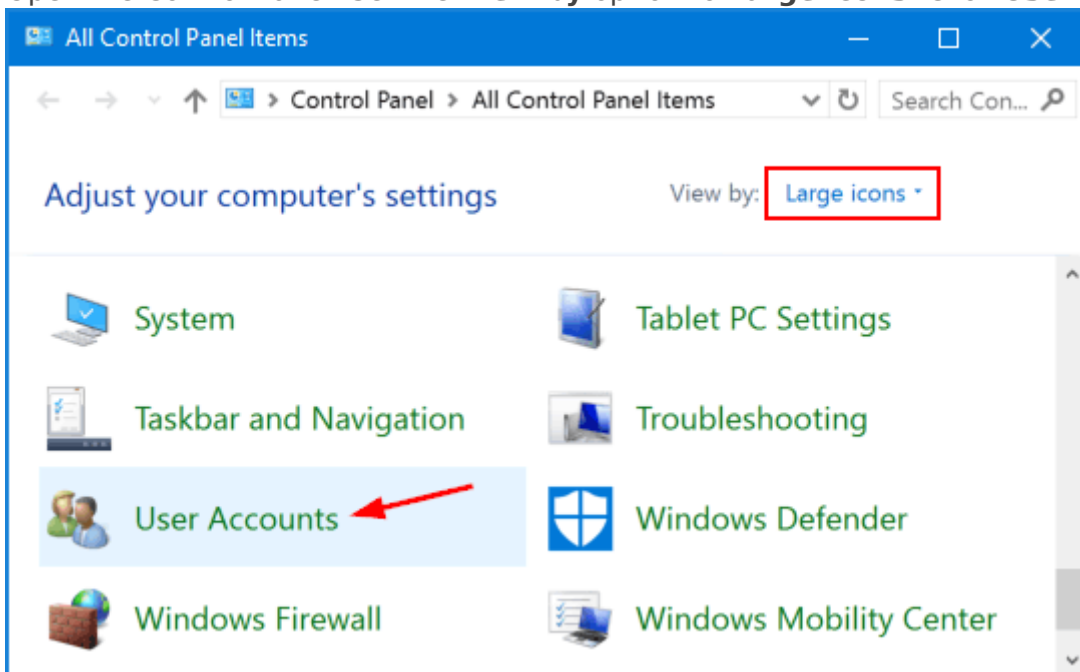 All Control Panel Items
Control Panel > All Control Panel Items Search Con...
Adjust your computer's settings View by: Large icons
System Tablet PC Settings
Taskbar and Navigation Troubleshooting
User Accounts Windows Defender
Windows Firewall Windows Mobility Center